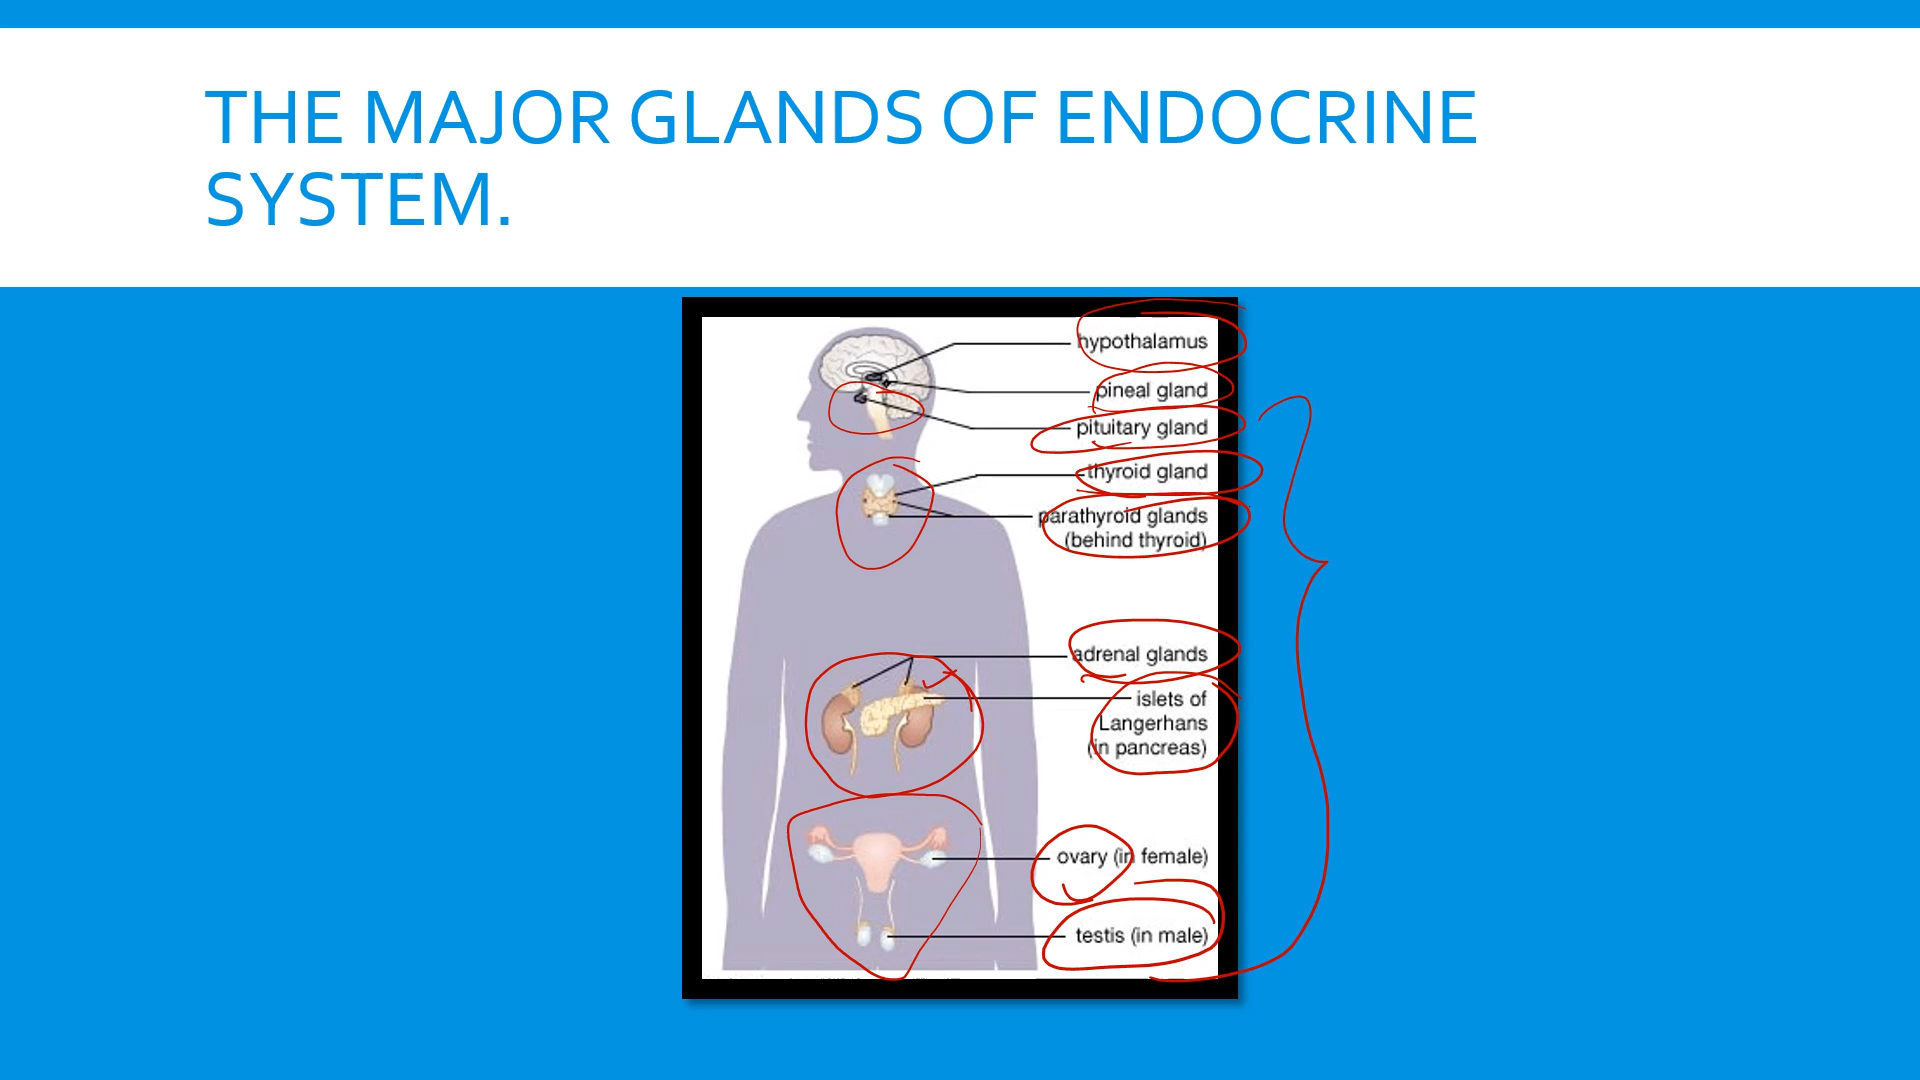 THE MAJOR GLANDS OF ENDOCRINE
SYSTEM.
hypothalamus
pineal gland
pituitary gland
thyroid gland
parathyroid glands
(behind thyroid)
adrenal glands
islets of
Langerhans
(in pancreas)
ovary (in female)
testis (in male)